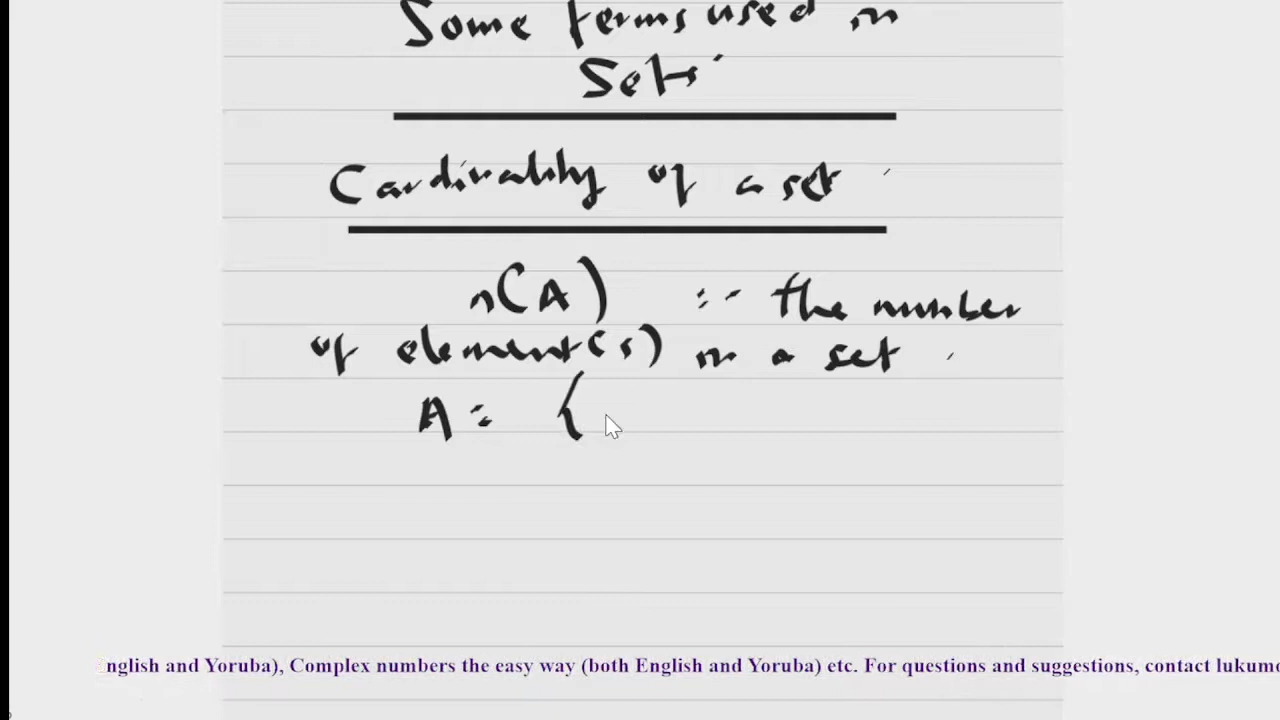 Some terms used in
Sets.
Cardinality of a set.
n(A) :- the number
of element(s) in a set.
A = {
nglish and Yoruba), Complex numbers the easy way (both English and Yoruba) etc. For questions and suggestions, contact lukumo